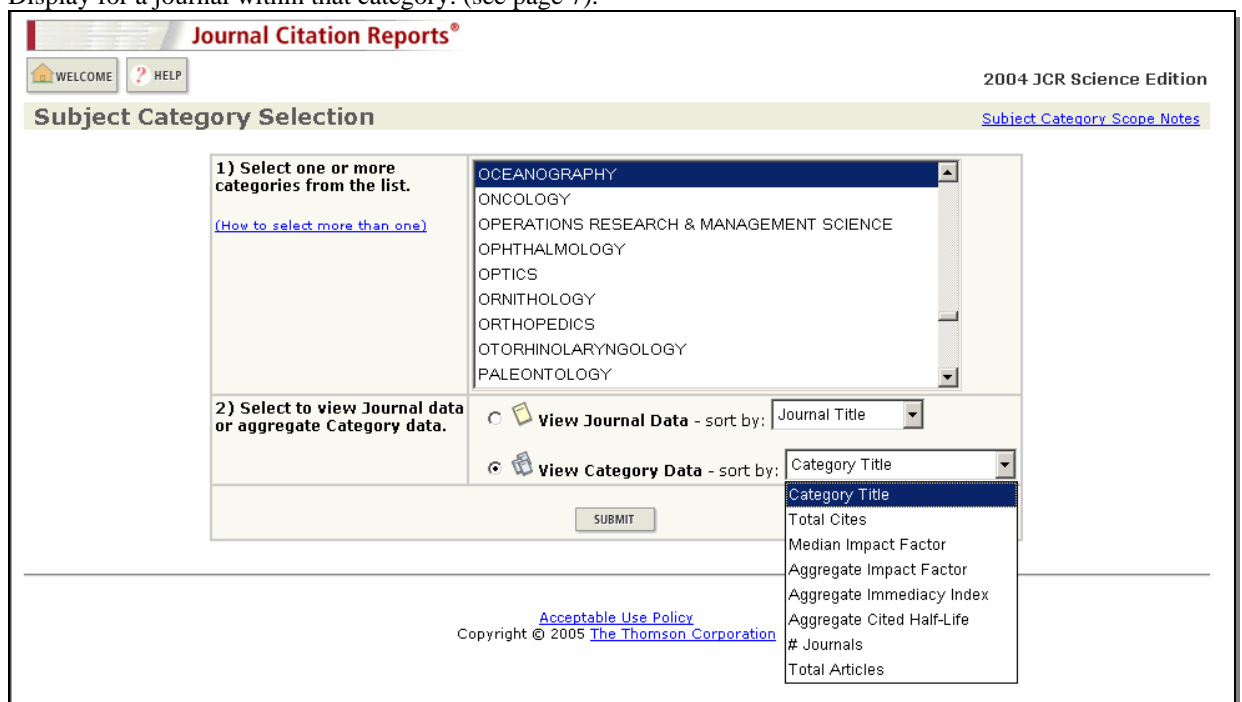 Display for a journal within that category. (see page 7).
Journal Citation Reports®
WELCOME ? HELP
2004 JCR Science Edition
Subject Category Selection
Subject Category Scope Notes
1) Select one or more
categories from the list.
(How to select more than one)
OCEANOGRAPHY
ONCOLOGY
OPERATIONS RESEARCH & MANAGEMENT SCIENCE
OPHTHALMOLOGY
OPTICS
ORNITHOLOGY
ORTHOPEDICS
OTORHINOLARYNGOLOGY
PALEONTOLOGY
2) Select to view Journal data
or aggregate Category data.
View Journal Data - sort by: Journal Title
View Category Data - sort by: Category Title
Category Title
Total Cites
Median Impact Factor
Aggregate Impact Factor
Aggregate Immediacy Index
Aggregate Cited Half-Life
# Journals
Total Articles
SUBMIT
Acceptable Use Policy
Copyright © 2005 The Thomson Corporation